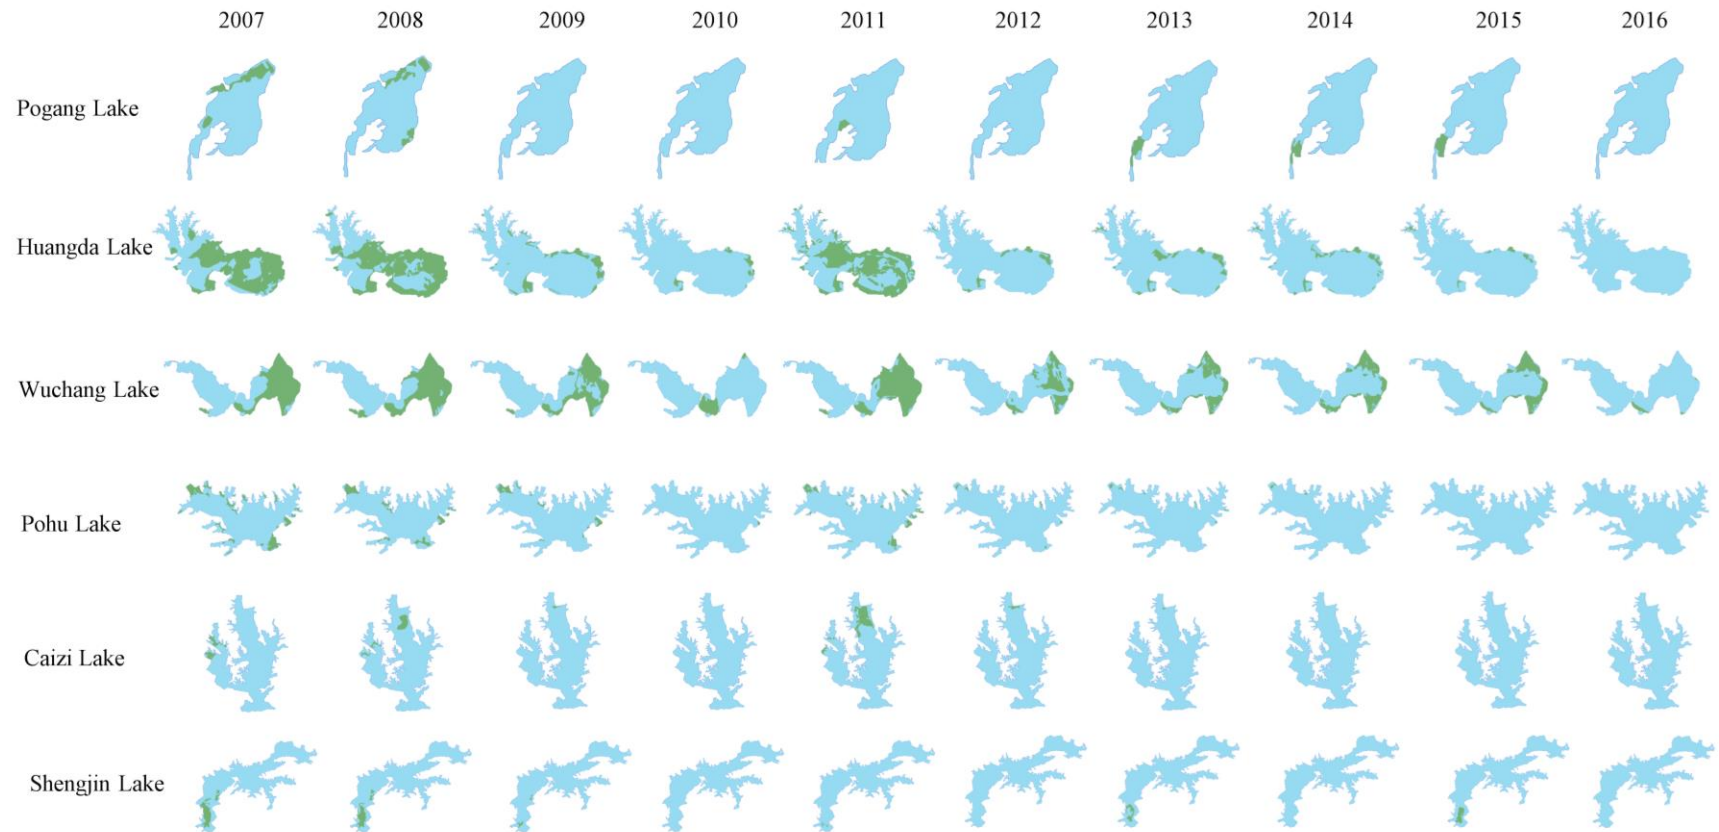 2007 2008 2009 2010 2011 2012 2013 2014 2015 2016
Pogang Lake
Huangda Lake
Wuchang Lake
Pohu Lake
Caizi Lake
Shengjin Lake